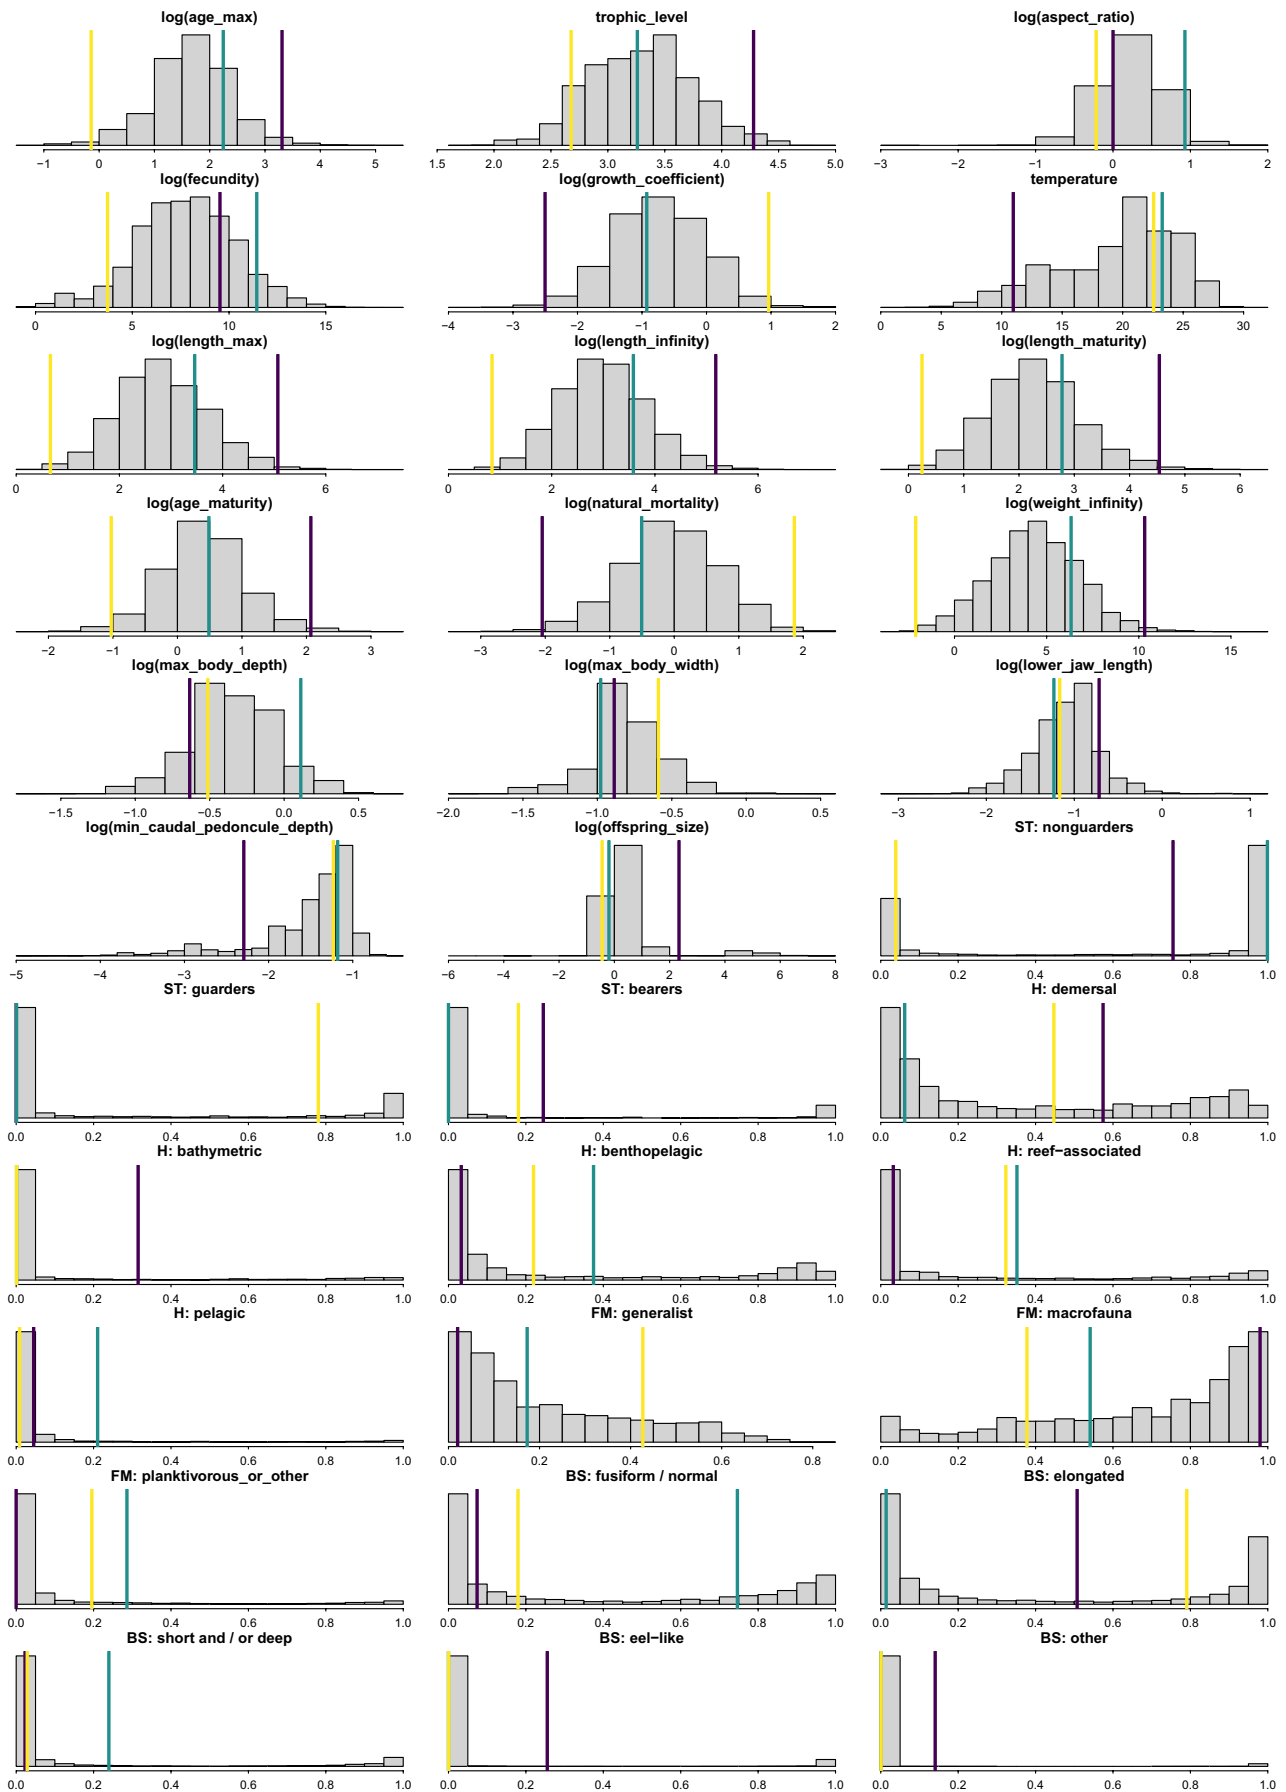 log(age_max) trophic_level log(aspect_ratio)
−1 0 1 2 3 4 5 1.5 2.0 2.5 3.0 3.5 4.0 4.5 5.0 −3 −2 −1 0 1 2
log(fecundity) log(growth_coefficient) temperature
0 5 10 15 −4 −3 −2 −1 0 1 2 0 5 10 15 20 25 30
log(length_max) log(length_infinity) log(length_maturity)
0 2 4 6 0 2 4 6 0 1 2 3 4 5 6
log(age_maturity) log(natural_mortality) log(weight_infinity)
−2 −1 0 1 2 3 −3 −2 −1 0 1 2 0 5 10 15
log(max_body_depth) log(max_body_width) log(lower_jaw_length)
−1.5 −1.0 −0.5 0.0 0.5 −2.0 −1.5 −1.0 −0.5 0.0 0.5 −3 −2 −1 0 1
log(min_caudal_pedoncule_depth) log(offspring_size) ST: nonguarders
−5 −4 −3 −2 −1 −6 −4 −2 0 2 4 6 8 0.0 0.2 0.4 0.6 0.8 1.0
ST: guarders ST: bearers H: demersal
0.0 0.2 0.4 0.6 0.8 1.0 0.0 0.2 0.4 0.6 0.8 1.0 0.0 0.2 0.4 0.6 0.8 1.0
H: bathymetric H: benthopelagic H: reef−associated
0.0 0.2 0.4 0.6 0.8 1.0 0.0 0.2 0.4 0.6 0.8 1.0 0.0 0.2 0.4 0.6 0.8 1.0
H: pelagic FM: generalist FM: macrofauna
0.0 0.2 0.4 0.6 0.8 1.0 0.0 0.2 0.4 0.6 0.8 0.0 0.2 0.4 0.6 0.8 1.0
FM: planktivorous_or_other BS: fusiform / normal BS: elongated
0.0 0.2 0.4 0.6 0.8 1.0 0.0 0.2 0.4 0.6 0.8 1.0 0.0 0.2 0.4 0.6 0.8 1.0
BS: short and / or deep BS: eel−like BS: other
0.0 0.2 0.4 0.6 0.8 1.0 0.0 0.2 0.4 0.6 0.8 1.0 0.0 0.2 0.4 0.6 0.8 1.0